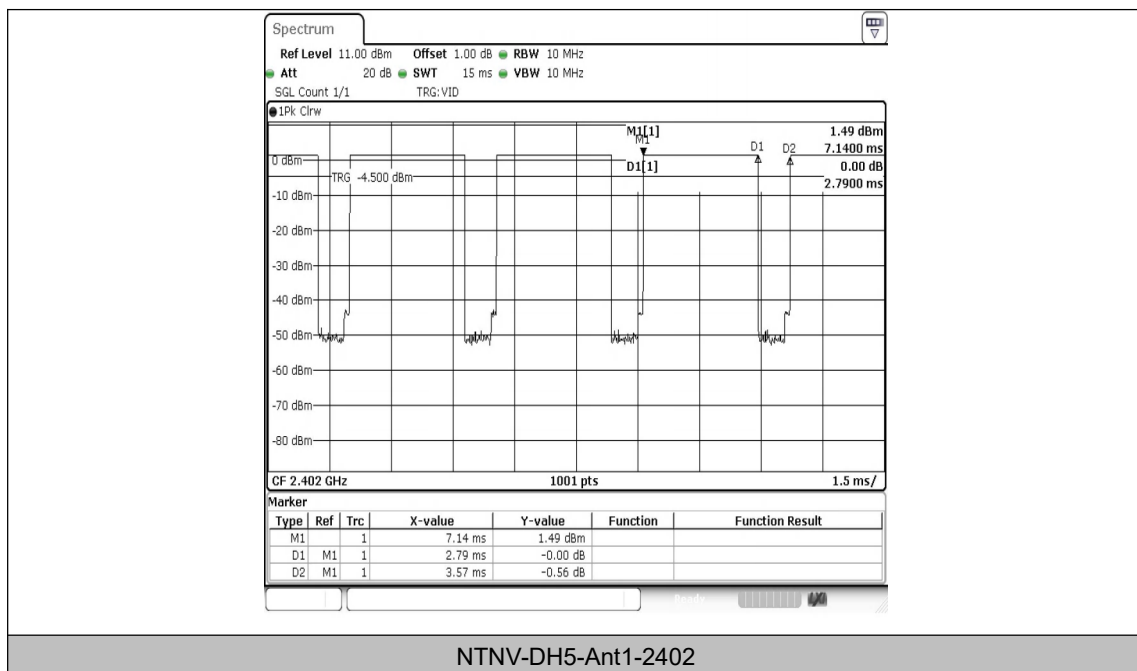 Spectrum
Ref Level 11.00 dBm Offset 1.00 dB RBW 10 MHz
Att 20 dB SWT 15 ms VBW 10 MHz
SGL Count 1/1 TRG:VID
1Pk Clrw
M1[1] 1.49 dBm
7.1400 ms
D1[1] 0.00 dB
2.7900 ms
M1
D1
D2
0 dBm
TRG -4.500 dBm
-10 dBm
-20 dBm
-30 dBm
-40 dBm
-50 dBm
-60 dBm
-70 dBm
-80 dBm
CF 2.402 GHz 1001 pts 1.5 ms/
Marker
Type Ref Trc X-value Y-value Function Function Result
M1 1 7.14 ms 1.49 dBm
D1 M1 1 2.79 ms -0.00 dB
D2 M1 1 3.57 ms -0.56 dB
Ready
NTNV-DH5-Ant1-2402